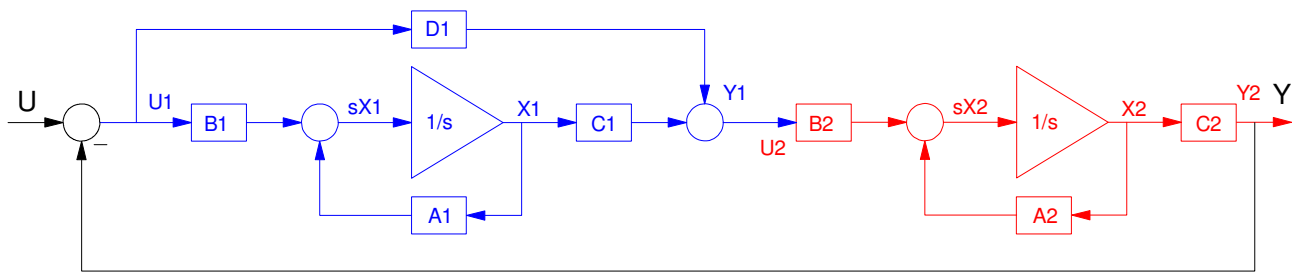 D1
U
U1
B1
sX1
1/s
X1
C1
Y1
U2
B2
sX2
1/s
X2
C2
Y2
Y
–
A1
A2